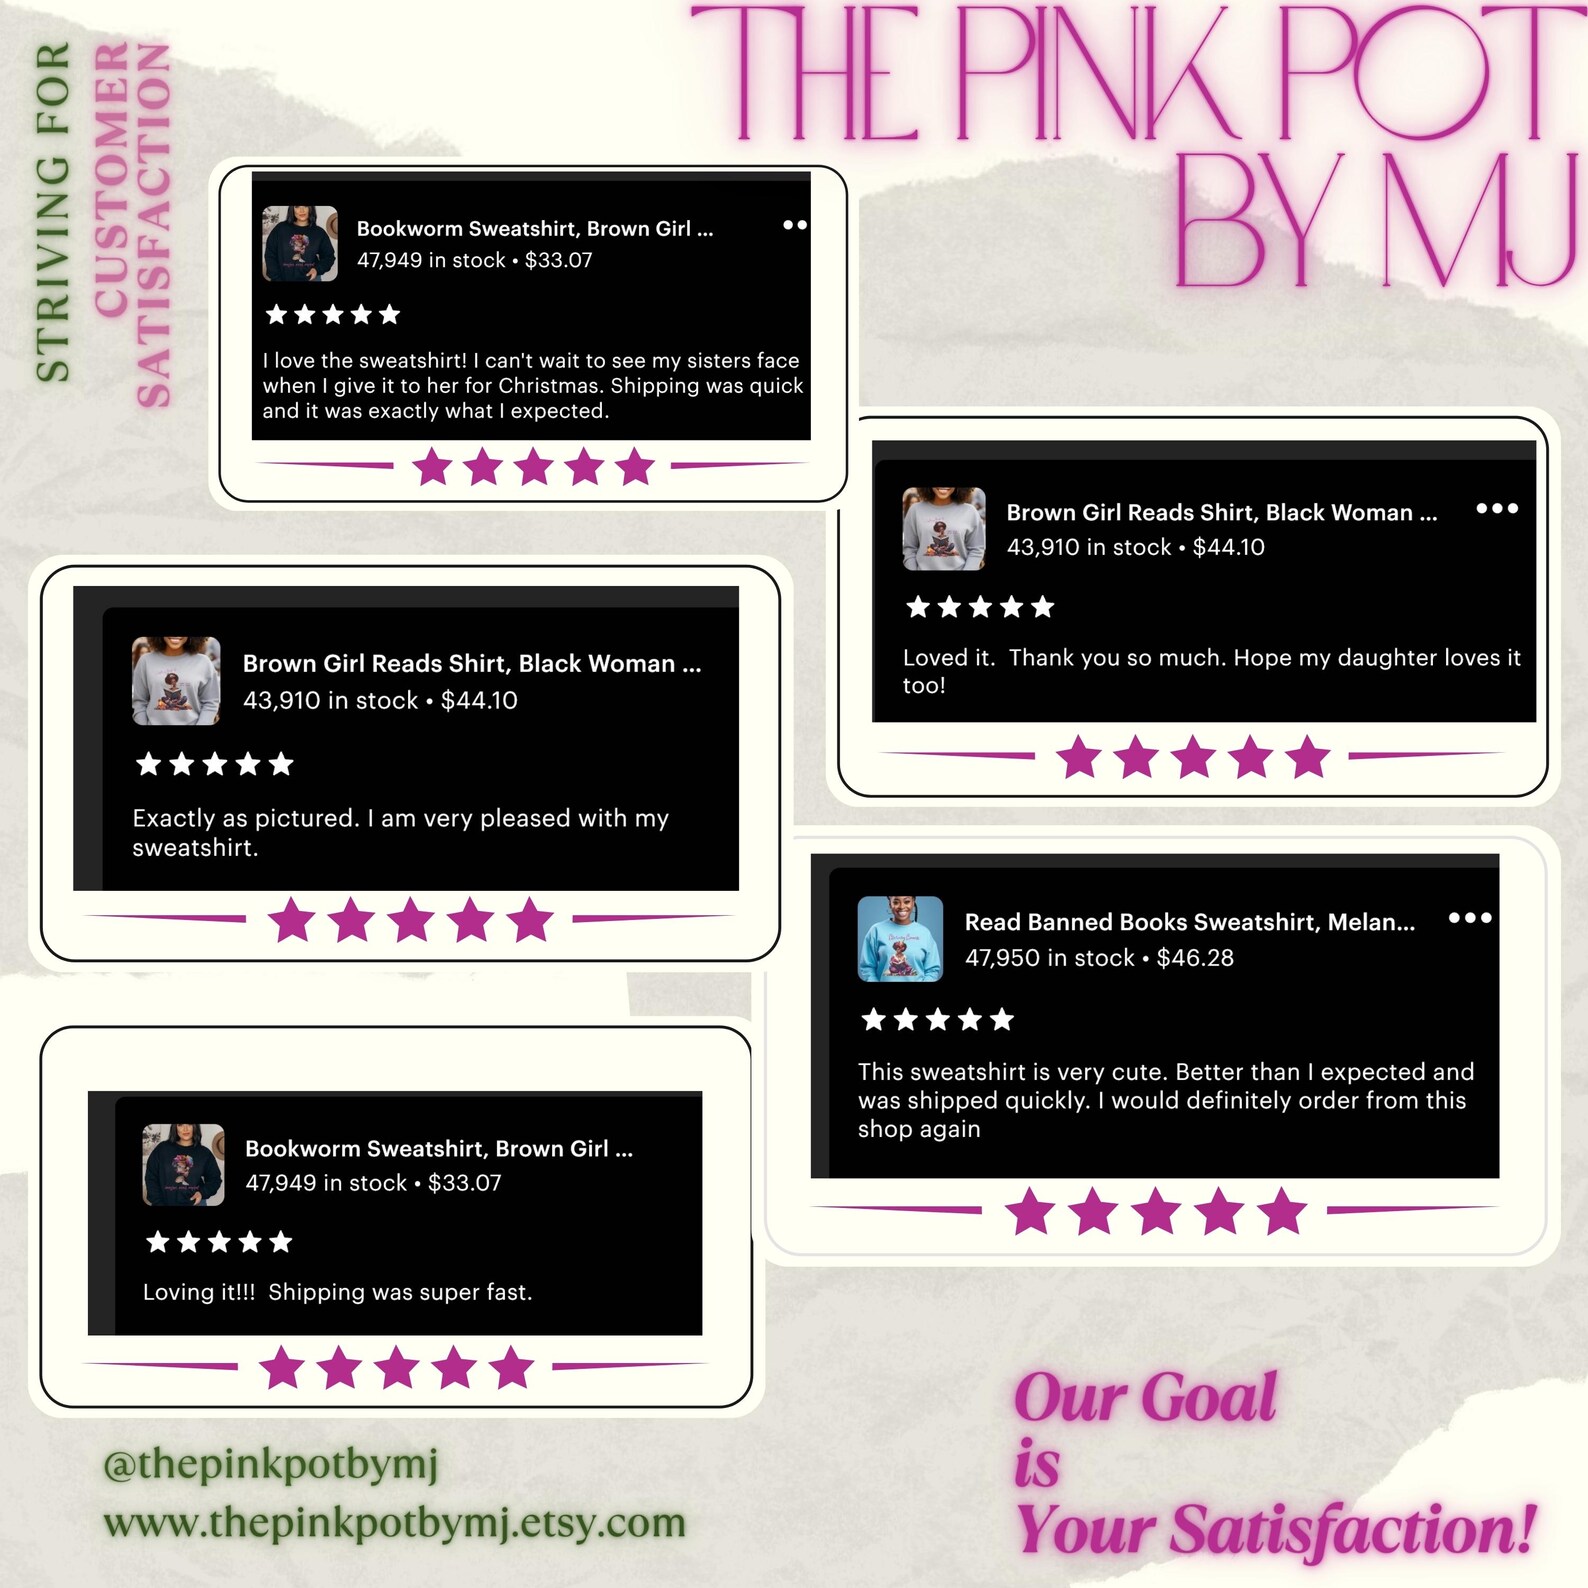 STRIVING FOR
CUSTOMER
SATISFACTION
THE PINK POT
BY MJ
Bookworm Sweatshirt, Brown Girl ...
47,949 in stock • $33.07
I love the sweatshirt! I can't wait to see my sisters face
when I give it to her for Christmas. Shipping was quick
and it was exactly what I expected.
Brown Girl Reads Shirt, Black Woman ...
43,910 in stock • $44.10
Loved it.  Thank you so much. Hope my daughter loves it
too!
Brown Girl Reads Shirt, Black Woman ...
43,910 in stock • $44.10
Exactly as pictured. I am very pleased with my
sweatshirt.
Read Banned Books Sweatshirt, Melan...
47,950 in stock • $46.28
This sweatshirt is very cute. Better than I expected and
was shipped quickly. I would definitely order from this
shop again
Bookworm Sweatshirt, Brown Girl ...
47,949 in stock • $33.07
Loving it!!!  Shipping was super fast.
@thepinkpotbymj
www.thepinkpotbymj.etsy.com
Our Goal
is
Your Satisfaction!